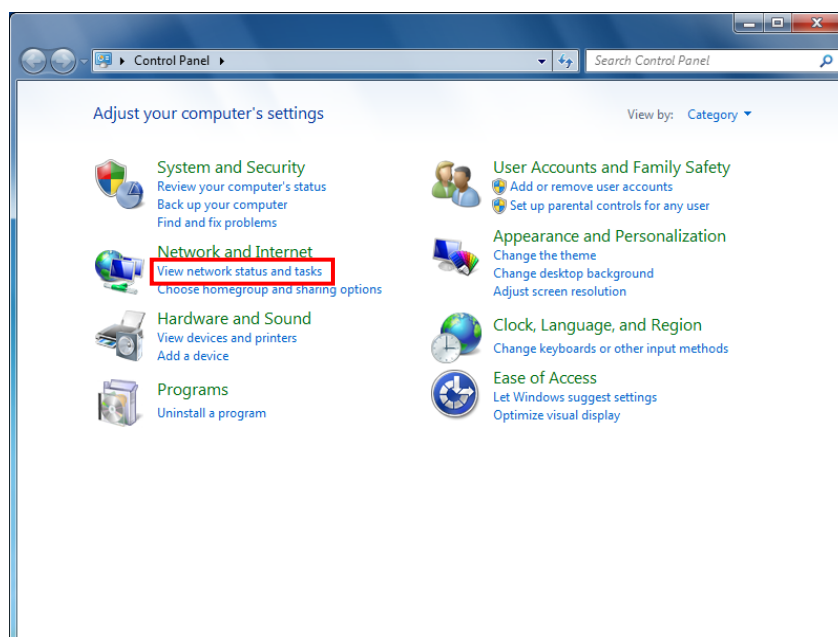 Control Panel
Search Control Panel
Adjust your computer's settings
View by: Category
System and Security
Review your computer's status
Back up your computer
Find and fix problems
Network and Internet
View network status and tasks
Choose homegroup and sharing options
Hardware and Sound
View devices and printers
Add a device
Programs
Uninstall a program
User Accounts and Family Safety
Add or remove user accounts
Set up parental controls for any user
Appearance and Personalization
Change the theme
Change desktop background
Adjust screen resolution
Clock, Language, and Region
Change keyboards or other input methods
Ease of Access
Let Windows suggest settings
Optimize visual display